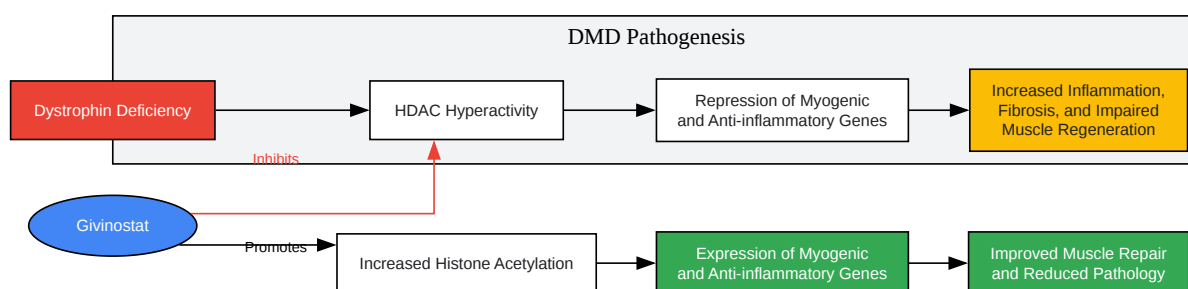 DMD Pathogenesis
Dystrophin Deficiency
HDAC Hyperactivity
Repression of Myogenic
and Anti-inflammatory Genes
Increased Inflammation,
Fibrosis, and Impaired
Muscle Regeneration
Inhibits
Givinostat
Promotes
Increased Histone Acetylation
Expression of Myogenic
and Anti-inflammatory Genes
Improved Muscle Repair
and Reduced Pathology